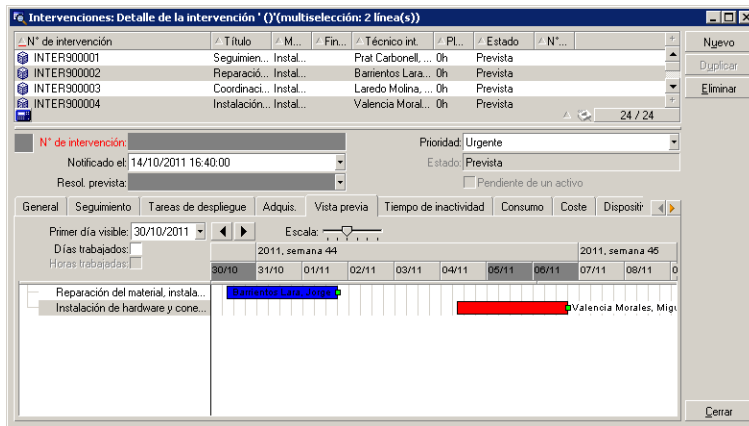 Intervenciones: Detalle de la intervención ' ()'(multiselección: 2 línea(s))
N° de intervención Título M... Fin... Técnico int. Pl... Estado N°...
INTER900001 Seguimien... Instal... Prat Carbonell, ... 0h Prevista
INTER900002 Reparació... Instal... Barrientos Lara... 0h Prevista
INTER900003 Coordinaci... Instal... Laredo Molina, ... 0h Prevista
INTER900004 Instalación... Instal... Valencia Moral... 0h Prevista
24 / 24
Nuevo
Duplicar
Eliminar
N° de intervención: Prioridad: Urgente
Notificado el: 14/10/2011 16:40:00 Estado: Prevista
Resol. prevista: Pendiente de un activo
General Seguimiento Tareas de despliegue Adquis. Vista previa Tiempo de inactividad Consumo Coste Dispositi
Primer día visible: 30/10/2011 Escala:
Días trabajados: 2011, semana 44 2011, semana 45
Horas trabajadas:
30/10 31/10 01/11 02/11 03/11 04/11 05/11 06/11 07/11 08/11 0
Reparación del material, instala... Barrientos Lara, Jorge
Instalación de hardware y cone... Valencia Morales, Migu
Cerrar